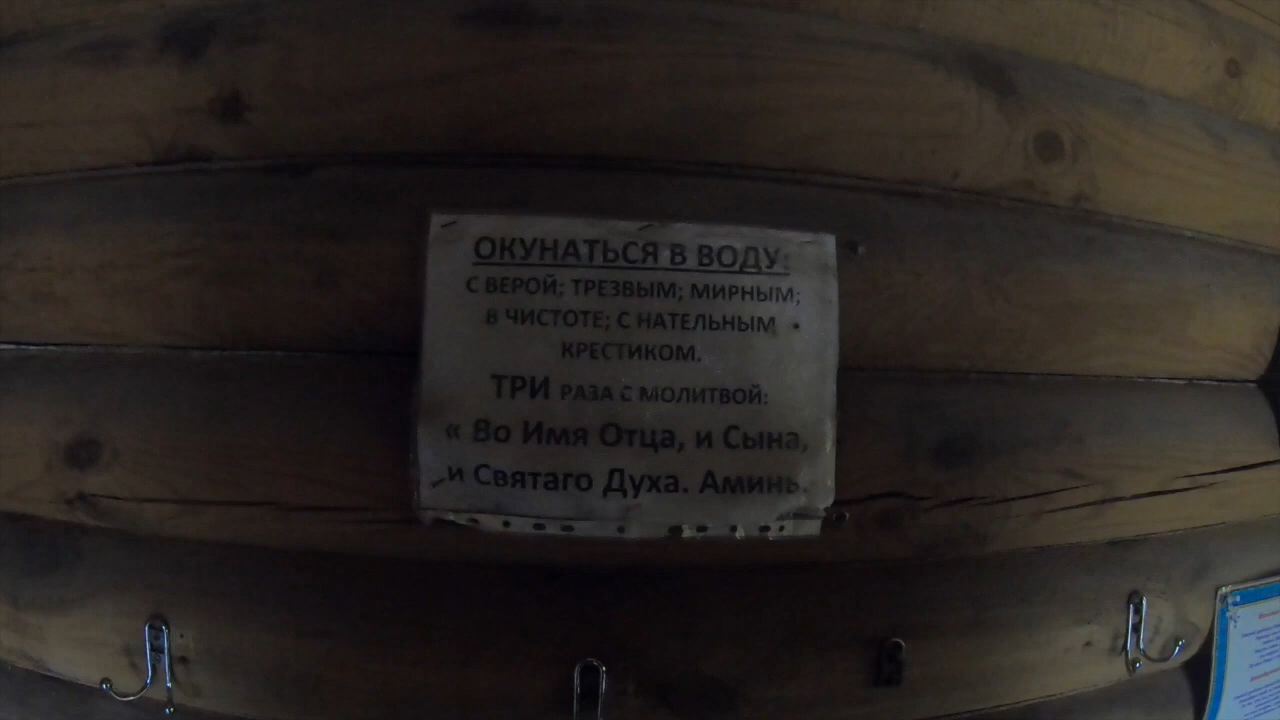 ОКУНАТЬСЯ В ВОДУ:
С ВЕРОЙ; ТРЕЗВЫМ; МИРНЫМ;
В ЧИСТОТЕ; С НАТЕЛЬНЫМ
КРЕСТИКОМ.
ТРИ РАЗА С МОЛИТВОЙ:
« Во Имя Отца, и Сына,
и Святаго Духа. Аминь.